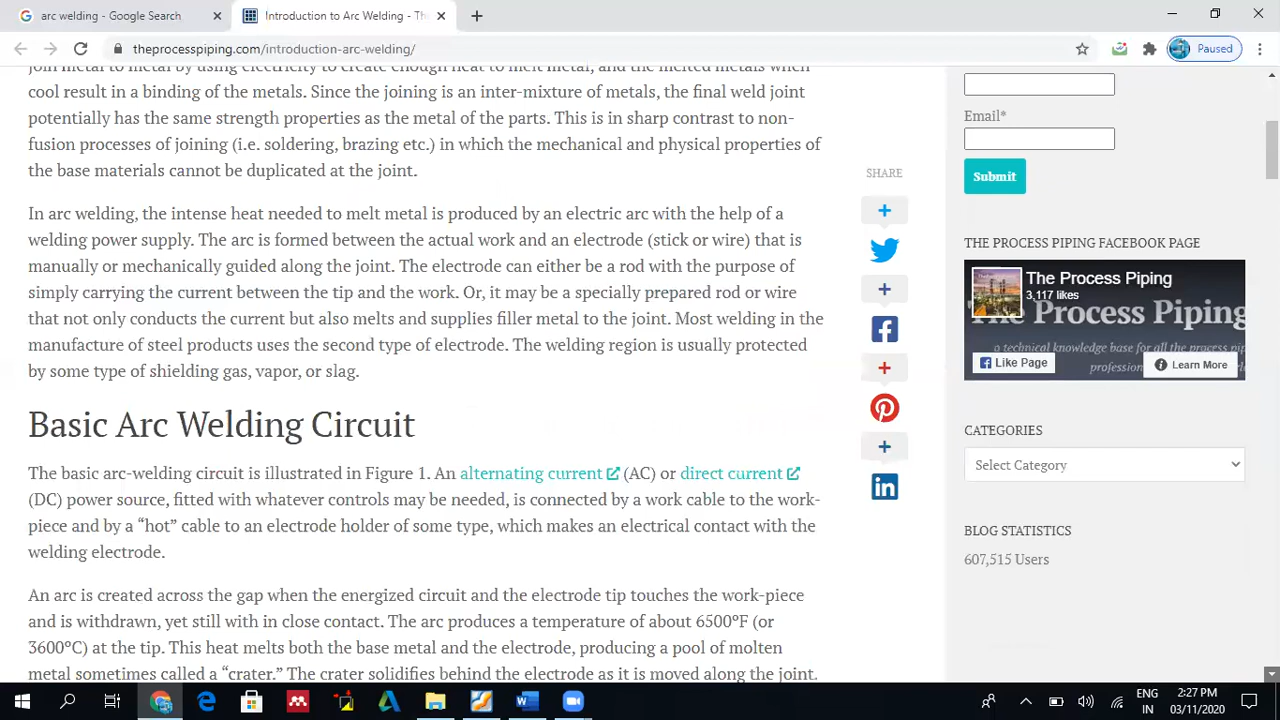 arc welding - Google Search
Introduction to Arc Welding - The
theprocesspiping.com/introduction-arc-welding/
Paused
join metal to metal by using electricity to create enough heat to melt metal, and the melted metals when
cool result in a binding of the metals. Since the joining is an inter-mixture of metals, the final weld joint
potentially has the same strength properties as the metal of the parts. This is in sharp contrast to non-
fusion processes of joining (i.e. soldering, brazing etc.) in which the mechanical and physical properties of
the base materials cannot be duplicated at the joint.
In arc welding, the intense heat needed to melt metal is produced by an electric arc with the help of a
welding power supply. The arc is formed between the actual work and an electrode (stick or wire) that is
manually or mechanically guided along the joint. The electrode can either be a rod with the purpose of
simply carrying the current between the tip and the work. Or, it may be a specially prepared rod or wire
that not only conducts the current but also melts and supplies filler metal to the joint. Most welding in the
manufacture of steel products uses the second type of electrode. The welding region is usually protected
by some type of shielding gas, vapor, or slag.
Basic Arc Welding Circuit
The basic arc-welding circuit is illustrated in Figure 1. An alternating current (AC) or direct current
(DC) power source, fitted with whatever controls may be needed, is connected by a work cable to the work-
piece and by a “hot” cable to an electrode holder of some type, which makes an electrical contact with the
welding electrode.
An arc is created across the gap when the energized circuit and the electrode tip touches the work-piece
and is withdrawn, yet still with in close contact. The arc produces a temperature of about 6500ºF (or
3600ºC) at the tip. This heat melts both the base metal and the electrode, producing a pool of molten
metal sometimes called a “crater.” The crater solidifies behind the electrode as it is moved along the joint.
SHARE
Email*
Submit
THE PROCESS PIPING FACEBOOK PAGE
The Process Piping
3,117 likes
The Process Piping
a technical knowledge base for all the process pip
Like Page
Learn More
CATEGORIES
Select Category
BLOG STATISTICS
607,515 Users
ENG
IN
2:27 PM
03/11/2020